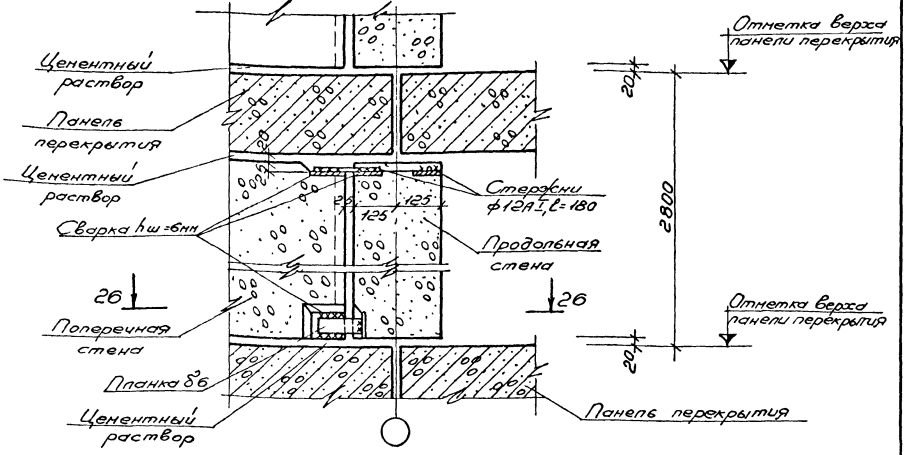 Цементный
раствор
Панель
перекрытия
Цементный
раствор
Сварка hш=6мм
26
Поперечная
стена
Планка δ6
Цементный
раствор
20
25
25
125
125
Стержни
ф12АI, ℓ=180
Продольная
стена
26
Панель перекрытия
Отметка верха
панели перекрытия
20
2800
Отметка верха
панели перекрытия
20